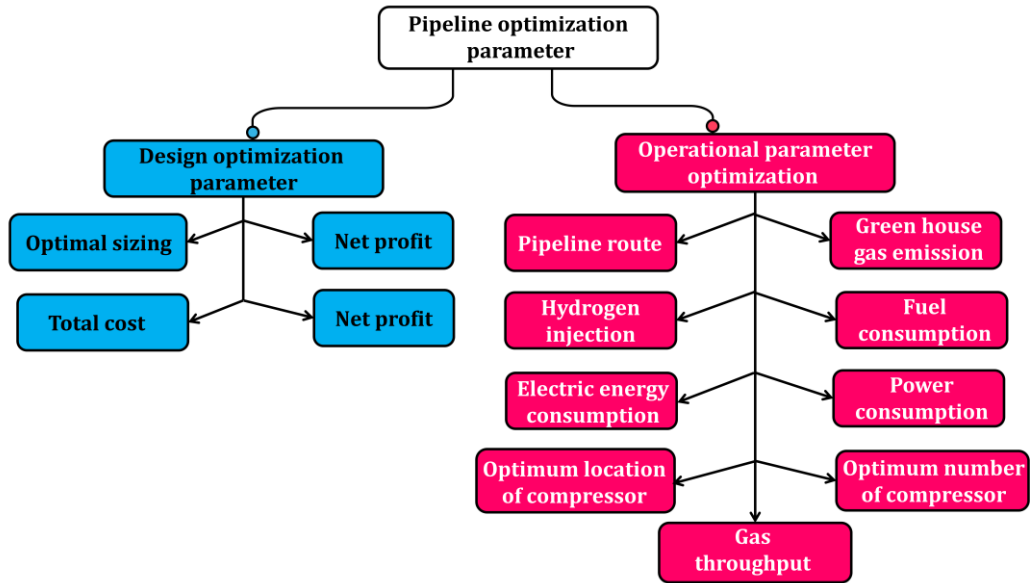 Pipeline optimization
parameter
Design optimization
parameter
Operational parameter
optimization
Optimal sizing
Net profit
Total cost
Net profit
Pipeline route
Green house
gas emission
Hydrogen
injection
Fuel
consumption
Electric energy
consumption
Power
consumption
Optimum location
of compressor
Optimum number
of compressor
Gas
throughput